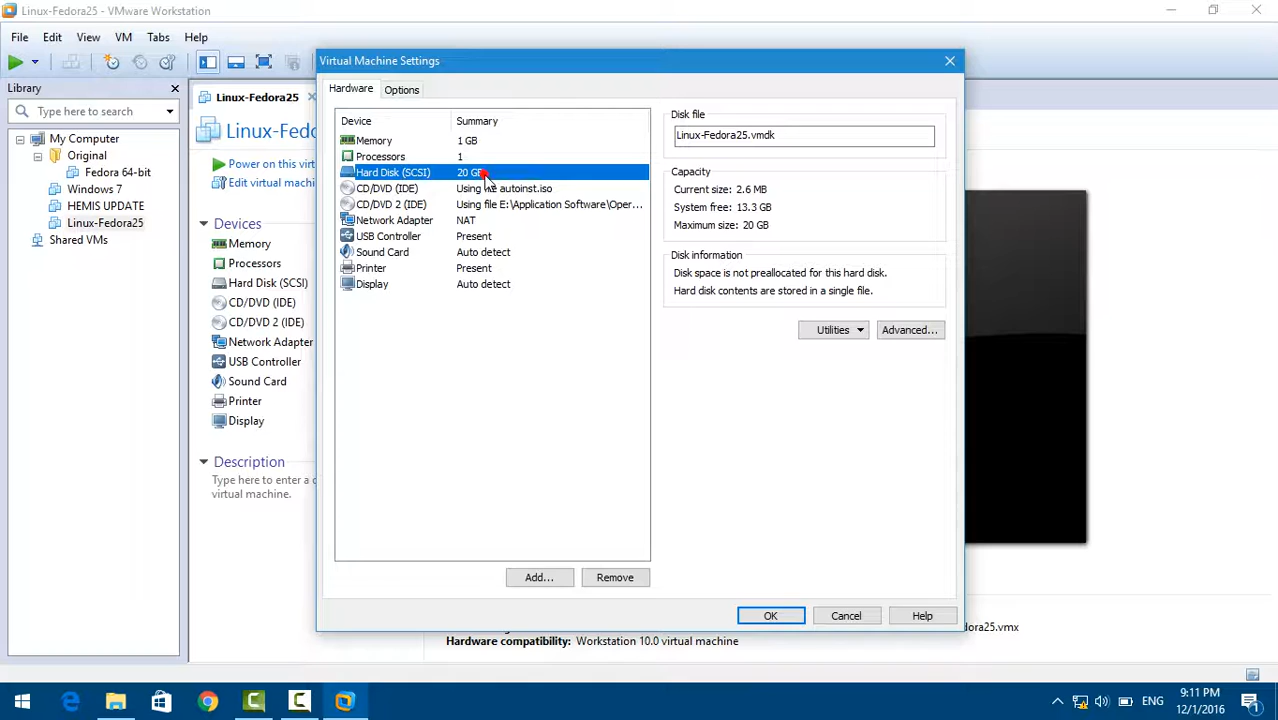 Linux-Fedora25 - VMware Workstation
File Edit View VM Tabs Help
Library
Type here to search
My Computer
Original
Fedora 64-bit
Windows 7
HEMIS UPDATE
Linux-Fedora25
Shared VMs
Linux-Fedora25
Linux-Fedo
Power on this virt
Edit virtual machi
Devices
Memory
Processors
Hard Disk (SCSI)
CD/DVD (IDE)
CD/DVD 2 (IDE)
Network Adapter
USB Controller
Sound Card
Printer
Display
Description
Type here to enter a d
virtual machine.
Virtual Machine Settings
Hardware Options
Device Summary
Memory 1 GB
Processors 1
Hard Disk (SCSI) 20 GB
CD/DVD (IDE) Using autoinst.iso
CD/DVD 2 (IDE) Using file E:\Application Software\Oper...
Network Adapter NAT
USB Controller Present
Sound Card Auto detect
Printer Present
Display Auto detect
Add... Remove
Disk file
Linux-Fedora25.vmdk
Capacity
Current size: 2.6 MB
System free: 13.3 GB
Maximum size: 20 GB
Disk information
Disk space is not preallocated for this hard disk.
Hard disk contents are stored in a single file.
Utilities Advanced...
OK Cancel Help
dora25.vmx
Hardware compatibility: Workstation 10.0 virtual machine
ENG
9:11 PM
12/1/2016
1